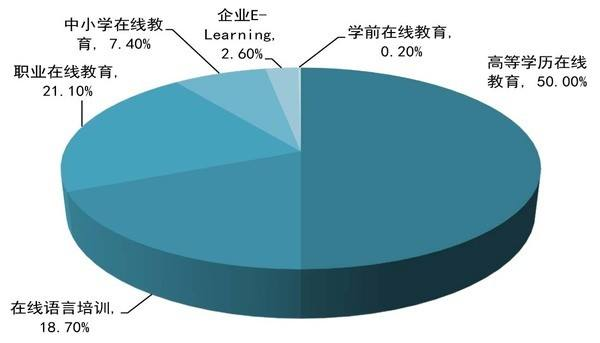 企业E-
Learning,
2.60%
中小学在线教
育, 7.40%
学前在线教育,
0.20%
职业在线教育,
21.10%
高等学历在线
教育, 50.00%
在线语言培训,
18.70%